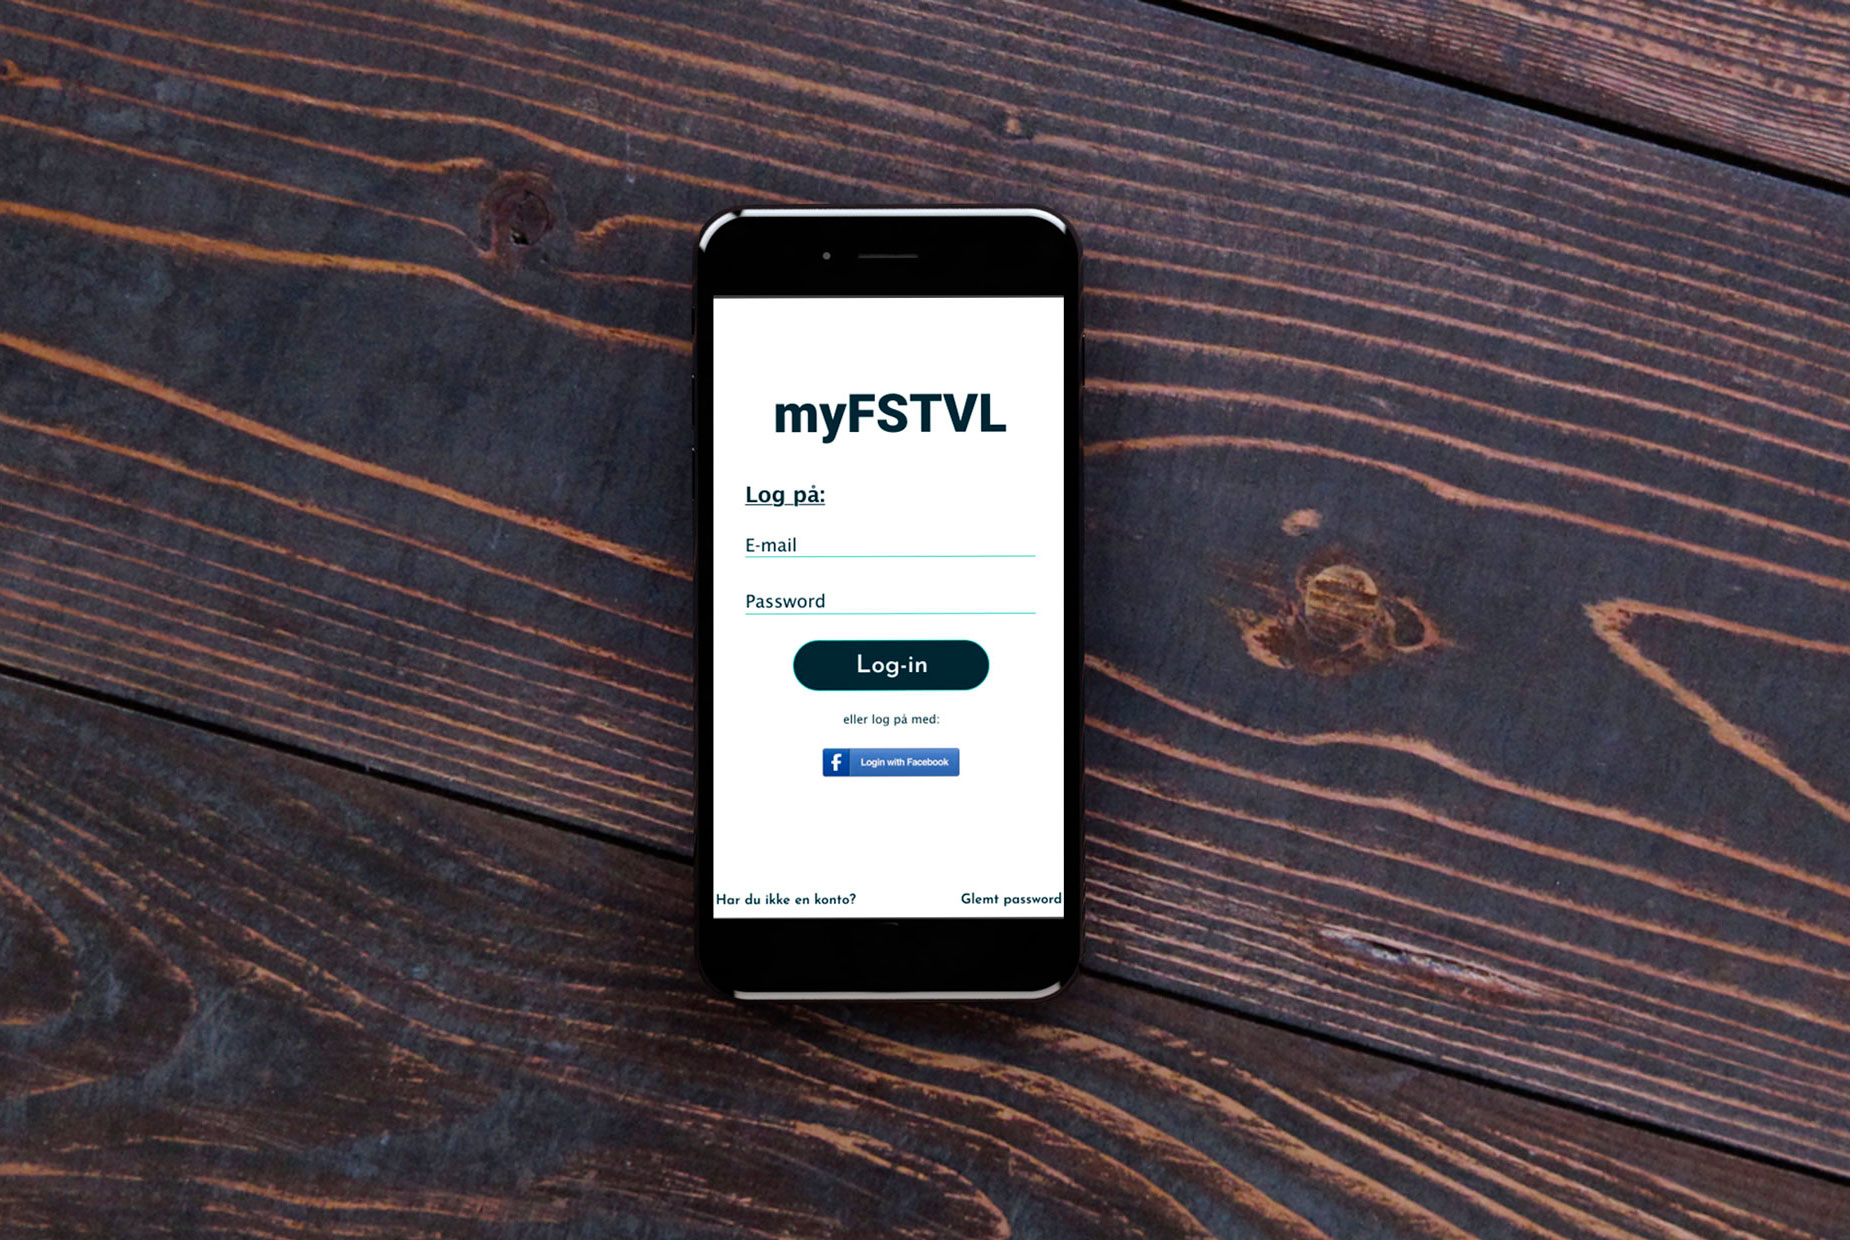 myFSTVL
Log på:
E-mail
Password
Log-in
eller log på med:
f Login with Facebook
Har du ikke en konto?
Glemt password